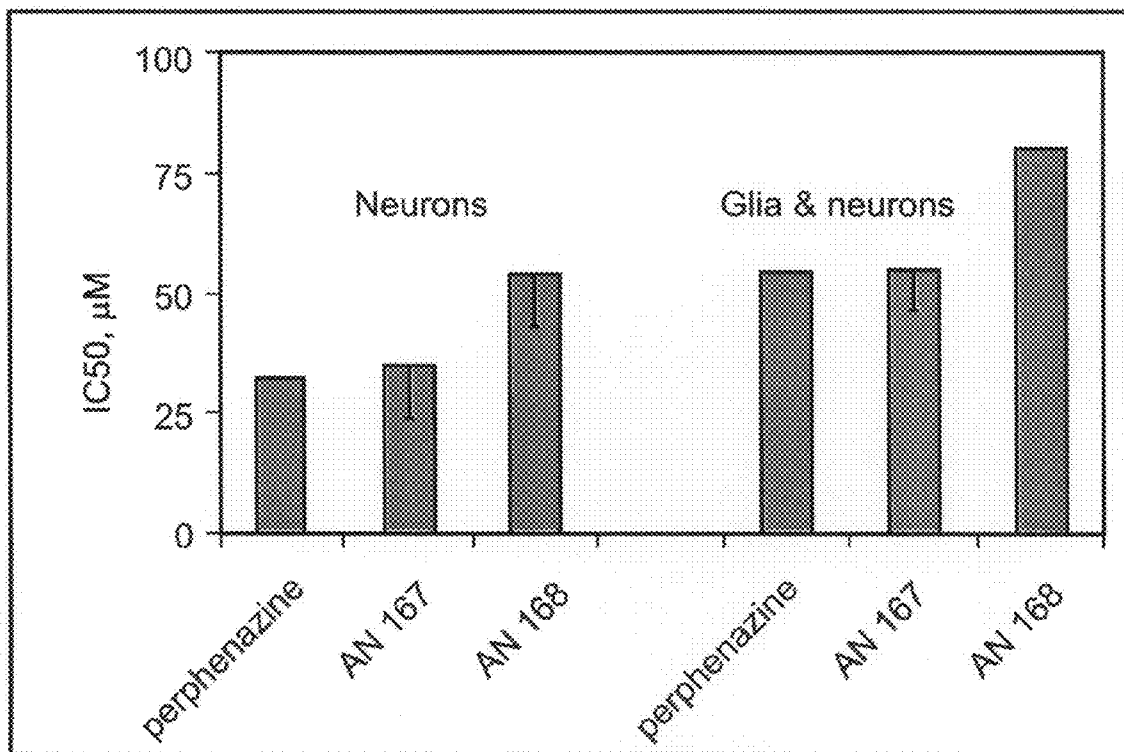 100
75
50
25
0
IC50, μM
Neurons
Glia & neurons
perphenazine
AN 167
AN 168
perphenazine
AN 167
AN 168